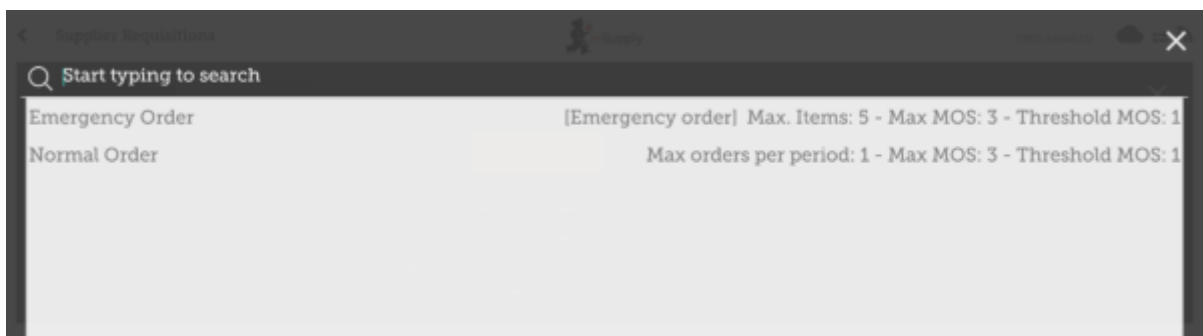 Supplier Requisitions
Start typing to search
Emergency Order [Emergency order] Max. Items: 5 - Max MOS: 3 - Threshold MOS: 1
Normal Order Max orders per period: 1 - Max MOS: 3 - Threshold MOS: 1